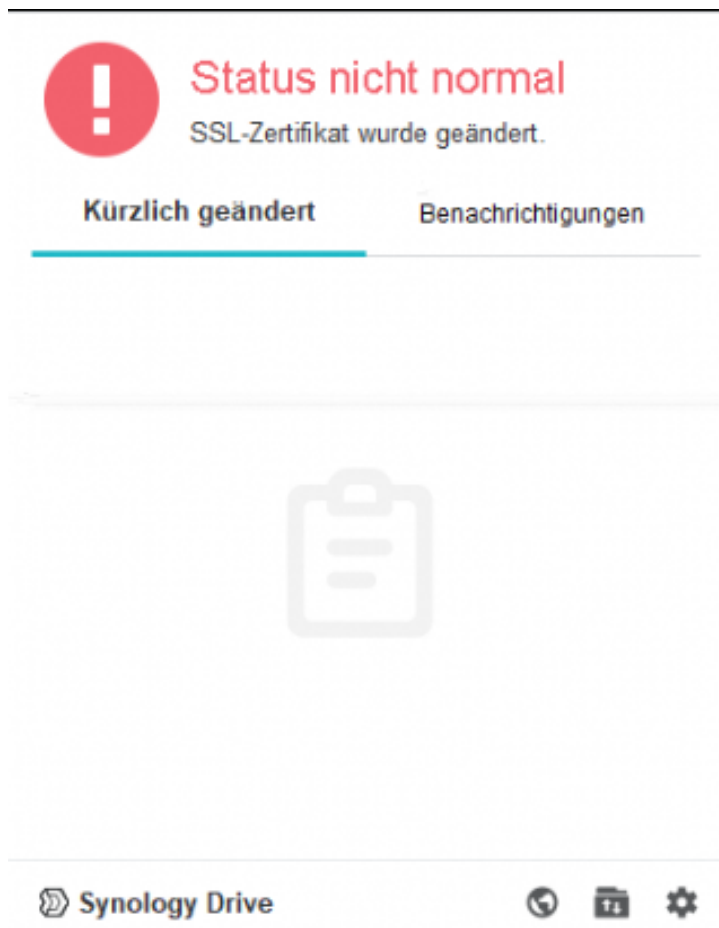 Status nicht normal
SSL-Zertifikat wurde geändert.
Kürzlich geändert Benachrichtigungen
Synology Drive